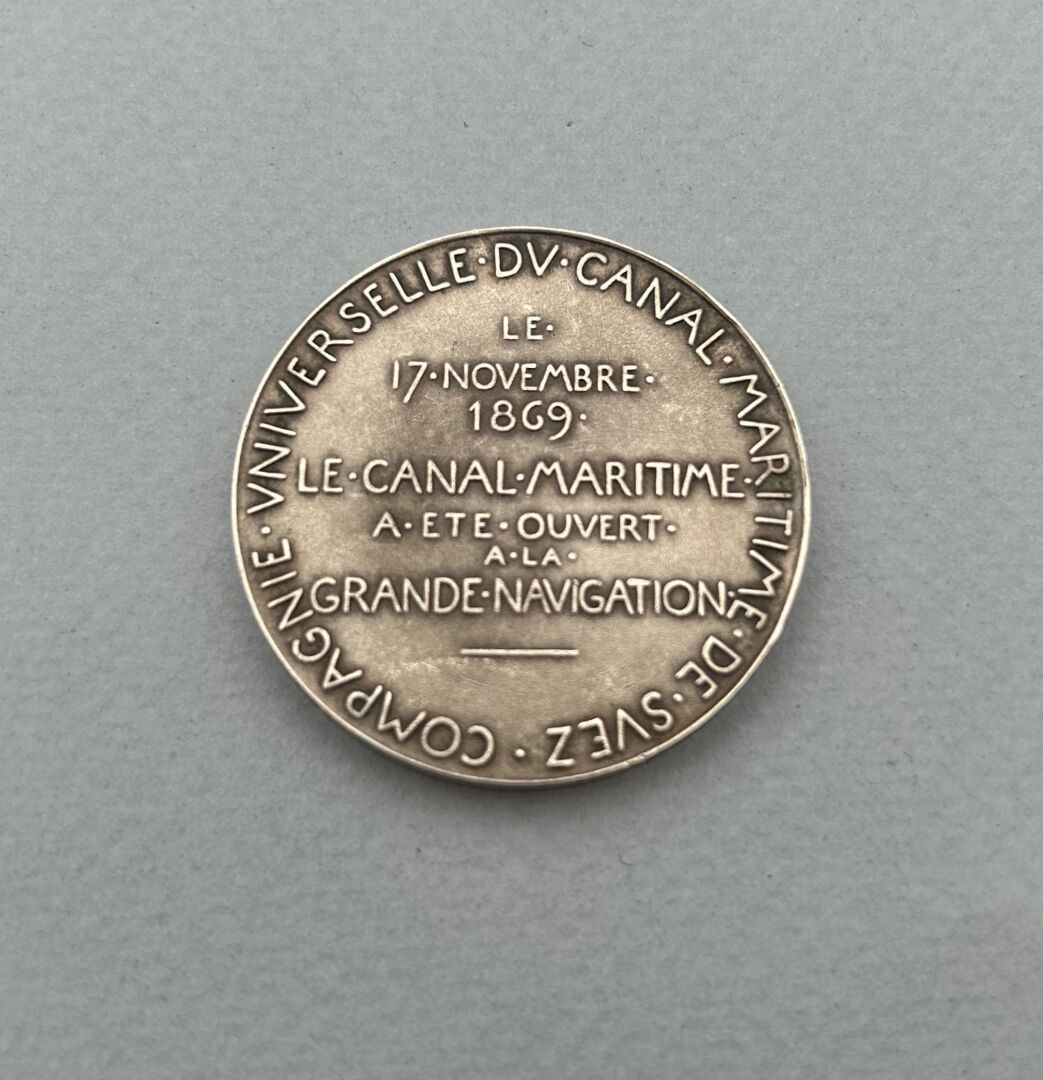 COMPAGNIE · VNIVERSELLE · DV · CANAL · MARITIME · DE · SVEZ ·
LE ·
17 · NOVEMBRE ·
1869 ·
LE · CANAL · MARITIME ·
A · ETE · OUVERT ·
A · LA ·
GRANDE · NAVIGATION ·